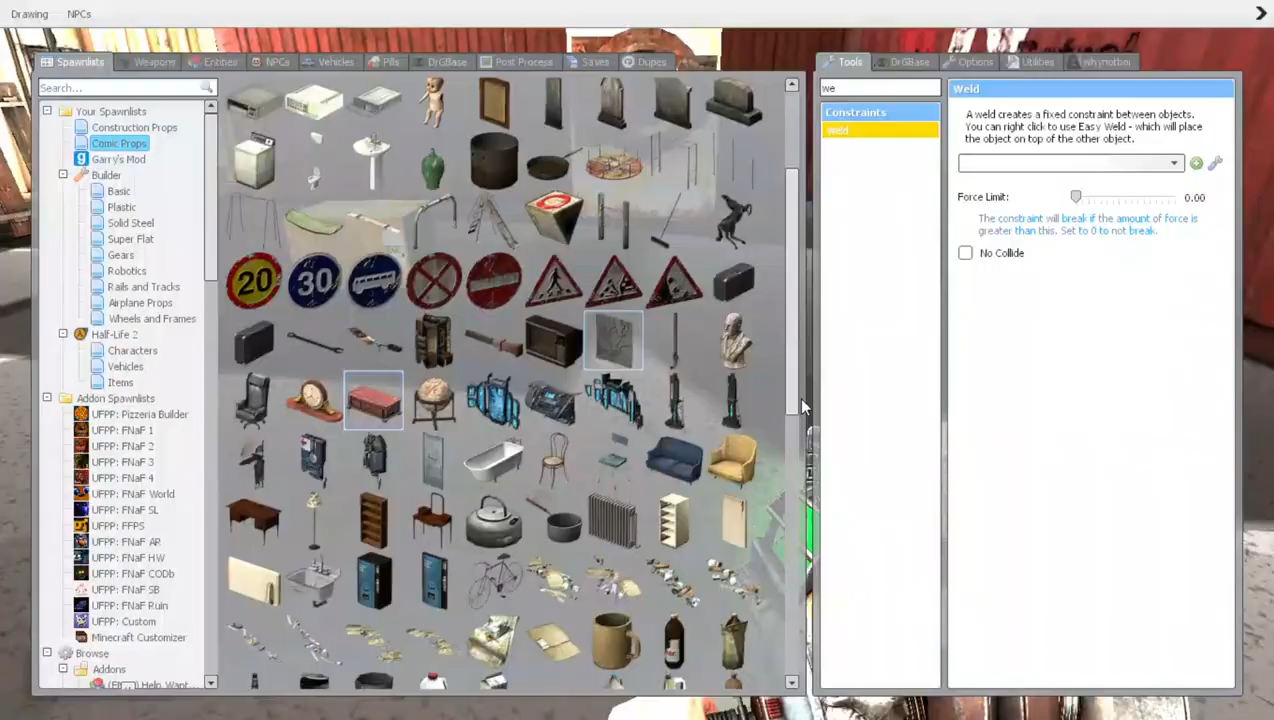 Drawing NPCs
Spawnlists Weapons Entities NPCs Vehicles Pills DrGBase Post Process Saves Dupes
Tools DrGBase Options Utilities whymotbor
Search...
we
Weld
Your Spawnlists
Construction Props
Comic Props
Garry's Mod
Builder
Basic
Plastic
Solid Steel
Super Flat
Gears
Robotics
Rails and Tracks
Airplane Props
Wheels and Frames
Half-Life 2
Characters
Vehicles
Items
Addon Spawnlists
UFPP: Pizzeria Builder
UFPP: FNaF 1
UFPP: FNaF 2
UFPP: FNaF 3
UFPP: FNaF 4
UFPP: FNaF World
UFPP: FNaF SL
UFPP: FFPS
UFPP: FNaF AR
UFPP: FNaF HW
UFPP: FNaF CODb
UFPP: FNaF SB
UFPP: FNaF Ruin
UFPP: Custom
Minecraft Customizer
Browse
Addons
Help Want...
20 30
Constraints
Weld
A weld creates a fixed constraint between objects.
You can right click to use Easy Weld - which will place
the object on top of the other object.
Force Limit: 0.00
The constraint will break if the amount of force is
greater than this. Set to 0 to not break.
No Collide